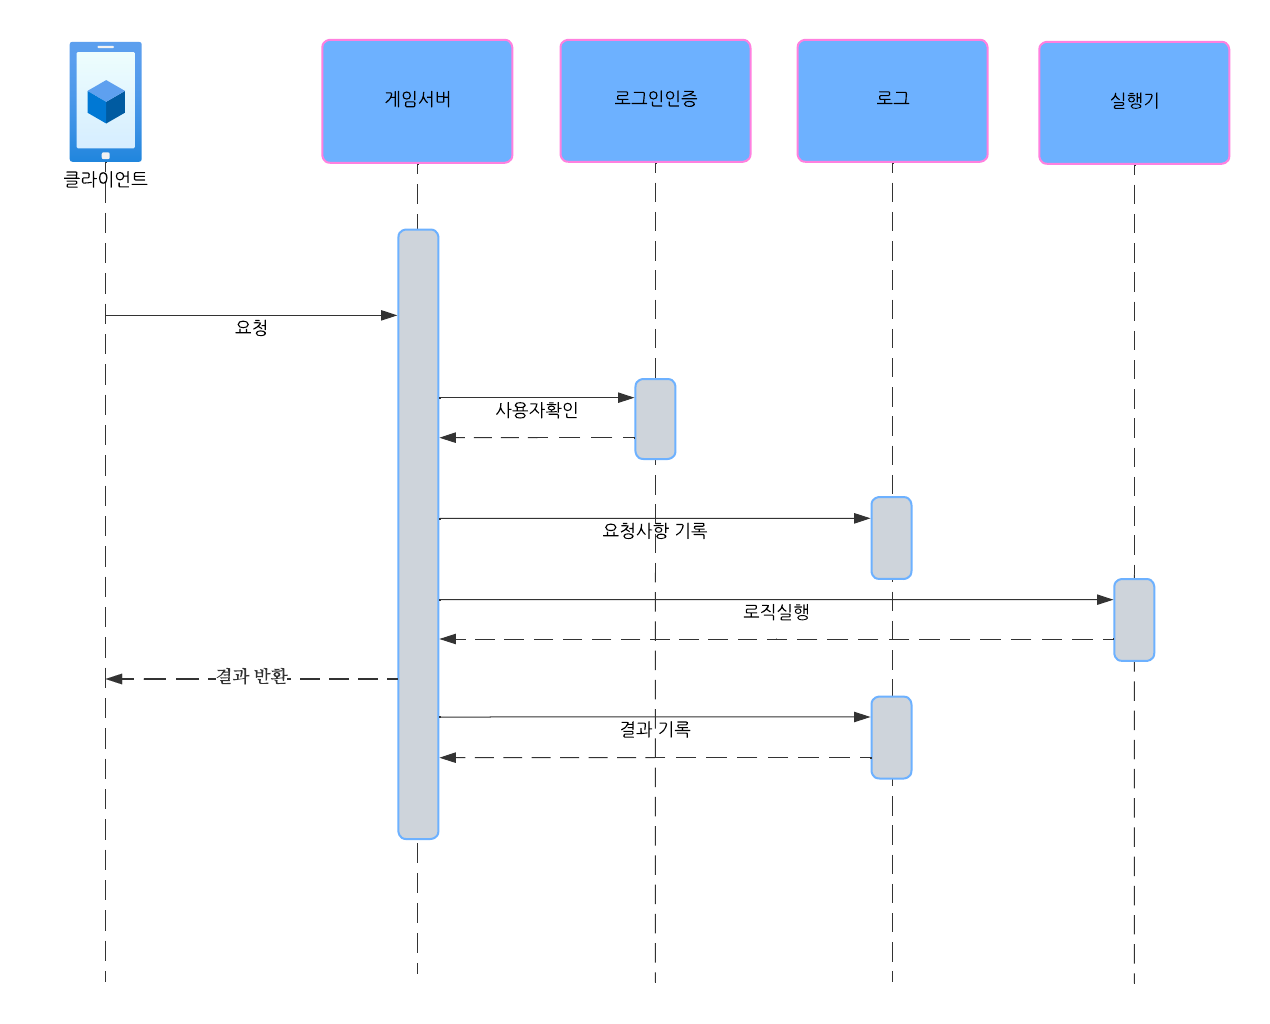 게임서버
로그인인증
로그
실행기
클라이언트
요청
사용자확인
요청사항 기록
로직실행
결과 반환
결과 기록